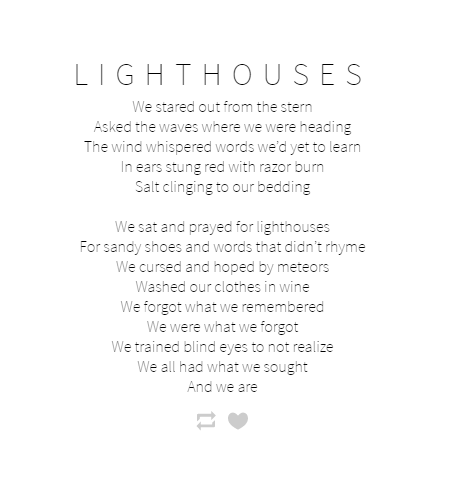 LIGHTHOUSES
We stared out from the stern
Asked the waves where we were heading
The wind whispered words we'd yet to learn
In ears stung red with razor burn
Salt clinging to our bedding
We sat and prayed for lighthouses
For sandy shoes and words that didn't rhyme
We cursed and hoped by meteors
Washed our clothes in wine
We forgot what we remembered
We were what we forgot
We trained blind eyes to not realize
We all had what we sought
And we are